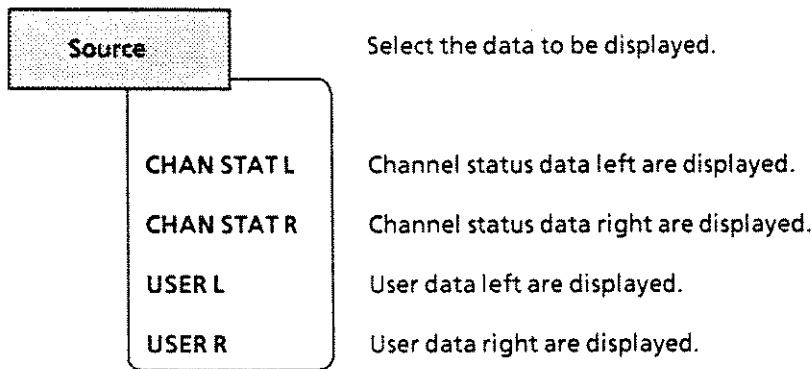 Source Select the data to be displayed.
CHAN STAT L Channel status data left are displayed.
CHAN STAT R Channel status data right are displayed.
USER L User data left are displayed.
USER R User data right are displayed.